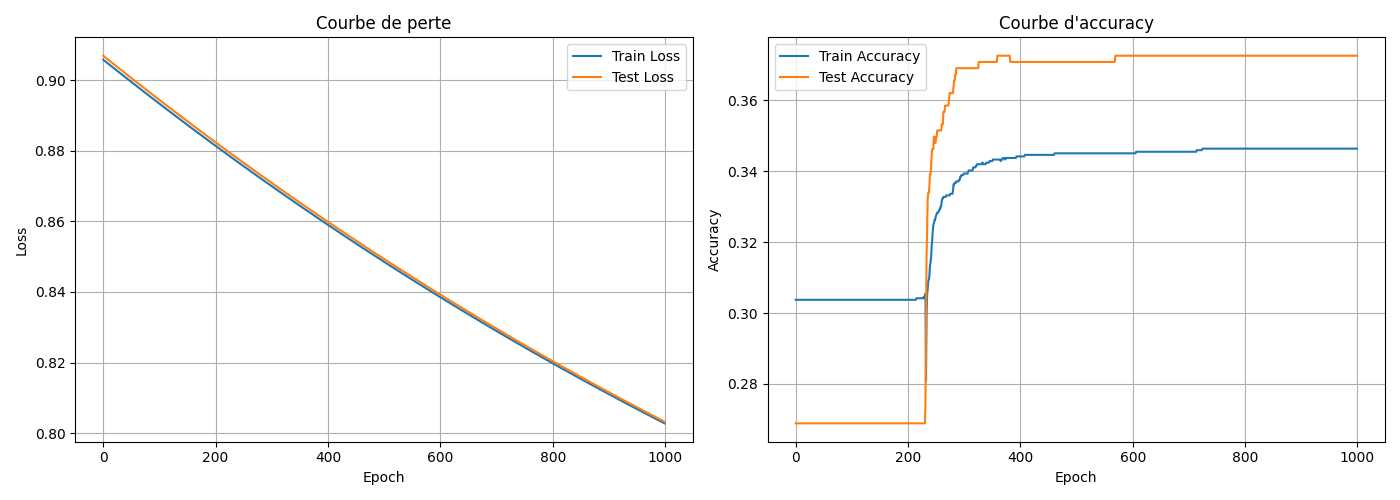 Courbe de perte
Train Loss
Test Loss
0.90
0.88
0.86
0.84
0.82
0.80
Loss
0 200 400 600 800 1000
Epoch
Courbe d'accuracy
Train Accuracy
Test Accuracy
0.36
0.34
0.32
0.30
0.28
Accuracy
0 200 400 600 800 1000
Epoch